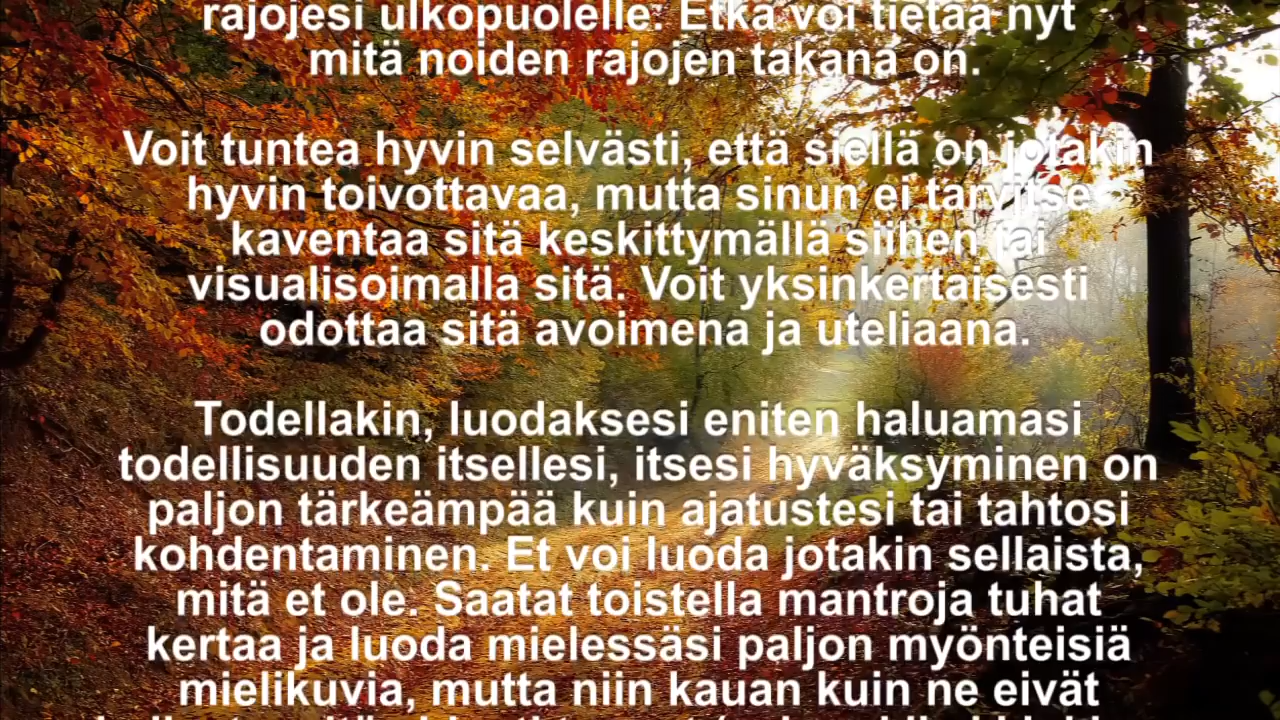 rajojesi ulkopuolelle. Etkä voi tietää nyt
mitä noiden rajojen takana on.
Voit tuntea hyvin selvästi, että siellä on jotakin
hyvin toivottavaa, mutta sinun ei tarvitse
kaventaa sitä keskittymällä siihen tai
visualisoimalla sitä. Voit yksinkertaisesti
odottaa sitä avoimena ja uteliaana.
Todellakin, luodaksesi eniten haluamasi
todellisuuden itsellesi, itsesi hyväksyminen on
paljon tärkeämpää kuin ajatustesi tai tahtosi
kohdentaminen. Et voi luoda jotakin sellaista,
mitä et ole. Saatat toistella mantroja tuhat
kertaa ja luoda mielessäsi paljon myönteisiä
mielikuvia, mutta niin kauan kuin ne eivät